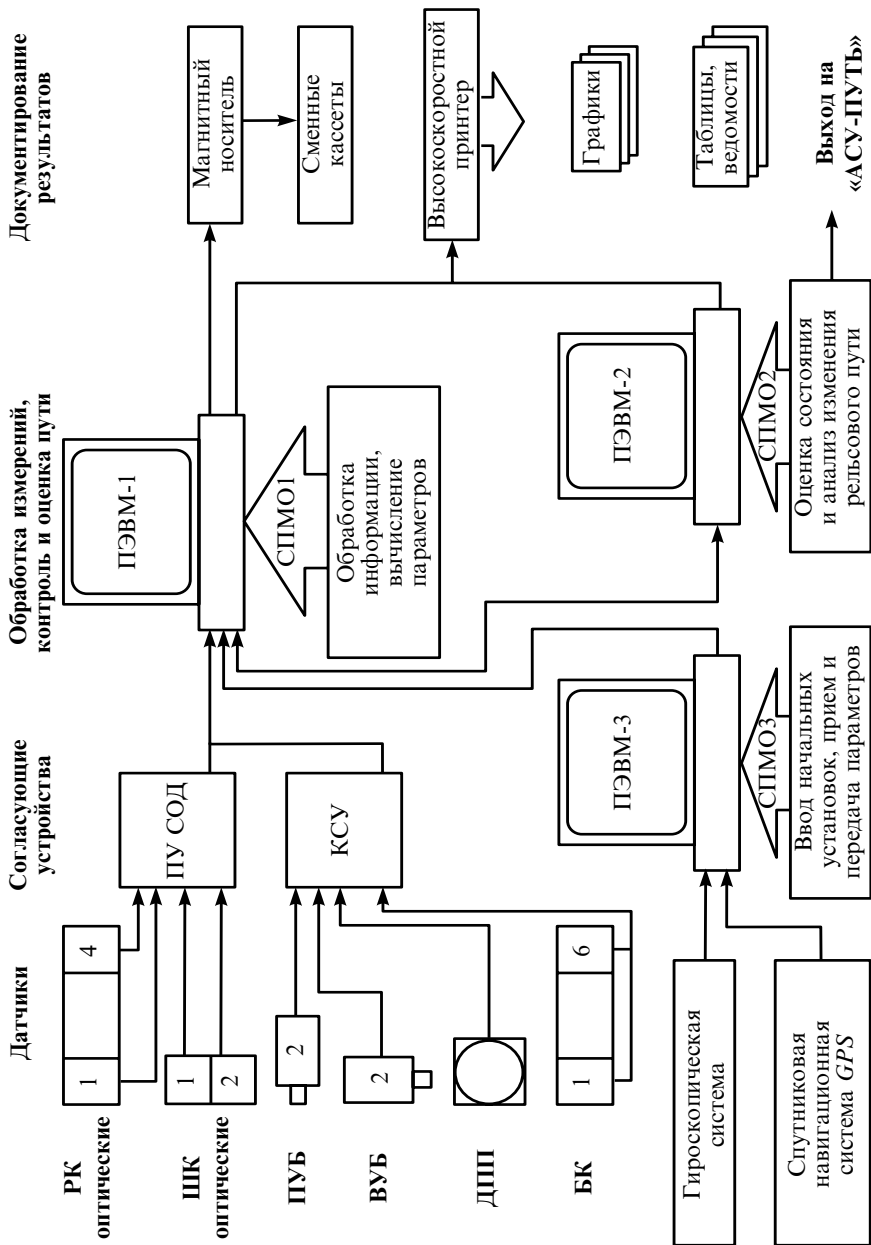 Датчики
Согласующие
устройства
Обработка измерений,
контроль и оценка пути
Документирование
результатов
РК
оптические
1
4
ШК
оптические
1
2
ПУБ
2
ВУБ
2
ДПП
БК
1
6
Гироскопическая
система
Спутниковая
навигационная
система GPS
ПУ СОД
КСУ
ПЭВМ-1
СПМО1
Обработка
информации,
вычисление
параметров
ПЭВМ-3
СПМО3
Ввод начальных
установок, прием и
передача параметров
ПЭВМ-2
СПМО2
Оценка состояния
и анализ изменения
рельсового пути
Магнитный
носитель
Сменные
кассеты
Высокоскоростной
принтер
Графики
Таблицы,
ведомости
Выход на
«АСУ-ПУТЬ»